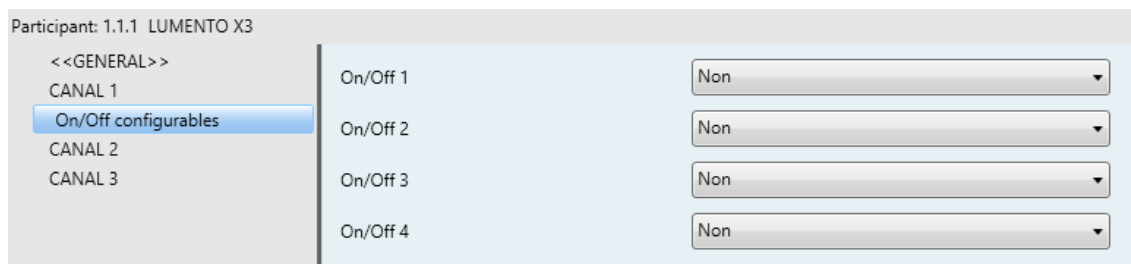 Participant: 1.1.1 LUMENTO X3
<<GENERAL>>
CANAL 1
On/Off configurables
CANAL 2
CANAL 3
On/Off 1 Non
On/Off 2 Non
On/Off 3 Non
On/Off 4 Non